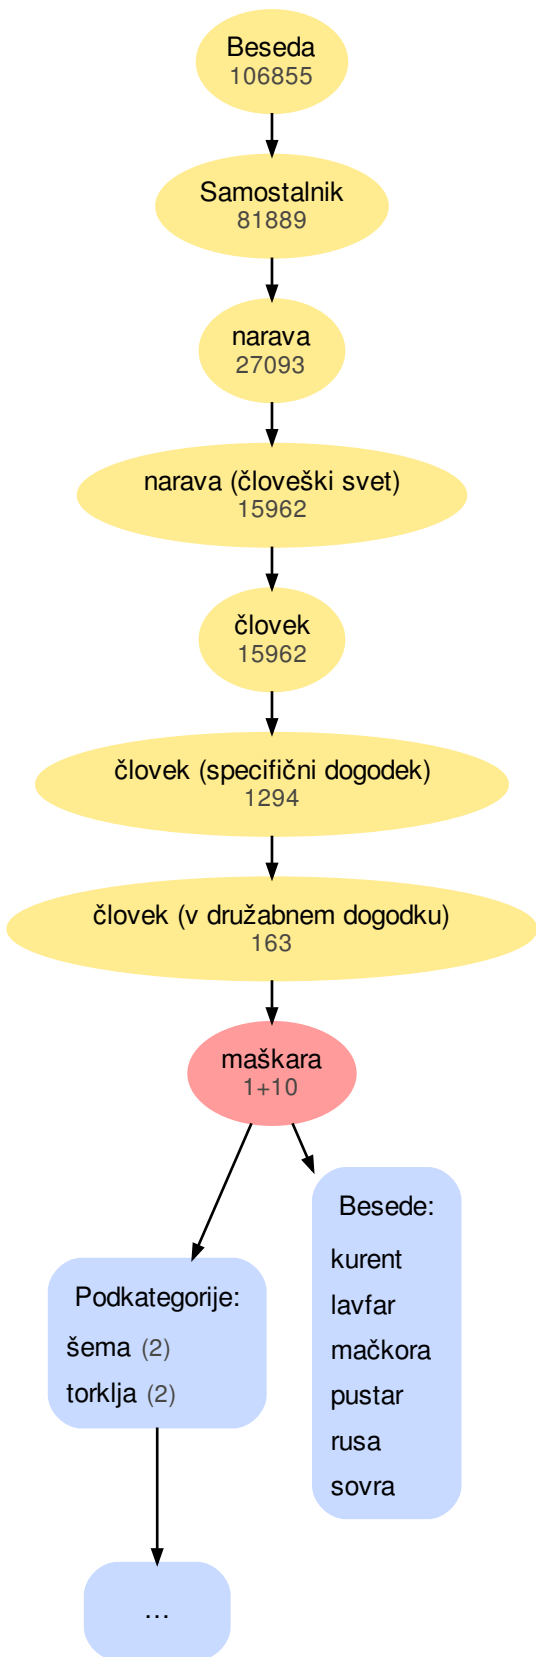 Beseda
106855
Samostalnik
81889
narava
27093
narava (človeški svet)
15962
človek
15962
človek (specifični dogodek)
1294
človek (v družabnem dogodku)
163
maškara
1+10
Besede:
kurent
lavfar
mačkora
pustar
rusa
sovra
Podkategorije:
šema (2)
torklja (2)
...